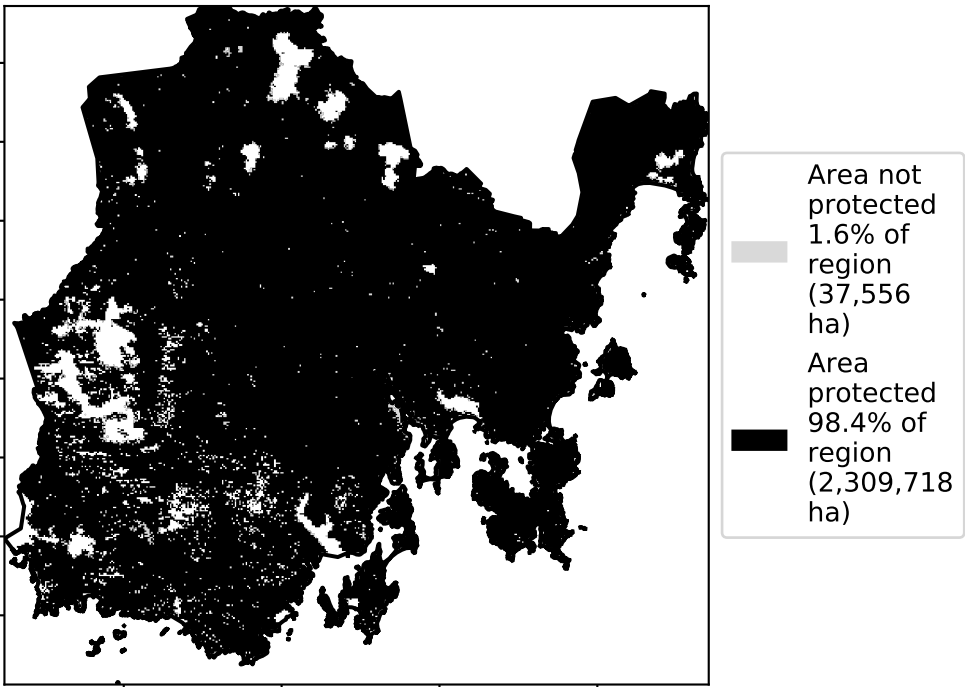 Area not
protected
1.6% of
region
(37,556
ha)
Area
protected
98.4% of
region
(2,309,718
ha)